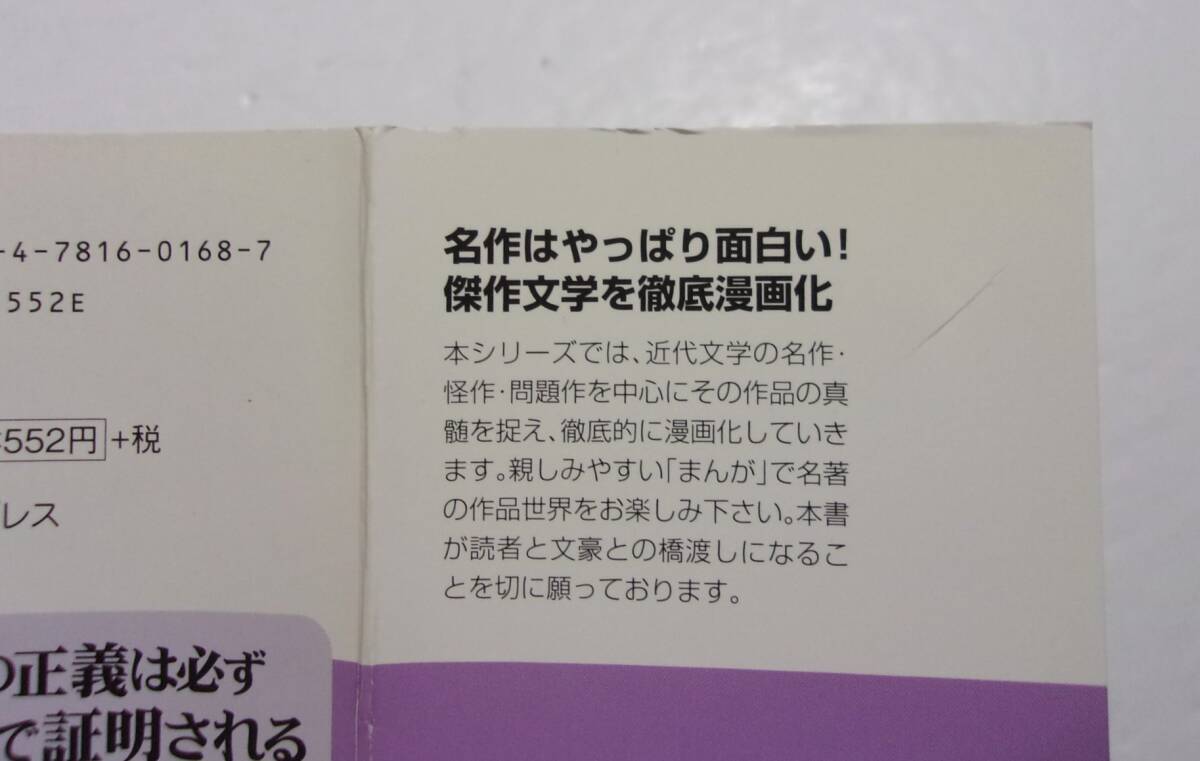 -4-7816-0168-7
552E
552円+税
レス
正義は必ず
で証明される
名作はやっぱり面白い!
傑作文学を徹底漫画化
本シリーズでは、近代文学の名作・
怪作・問題作を中心にその作品の真
髄を捉え、徹底的に漫画化していき
ます。親しみやすい「まんが」で名著
の作品世界をお楽しみ下さい。本書
が読者と文豪との橋渡しになるこ
とを切に願っております。